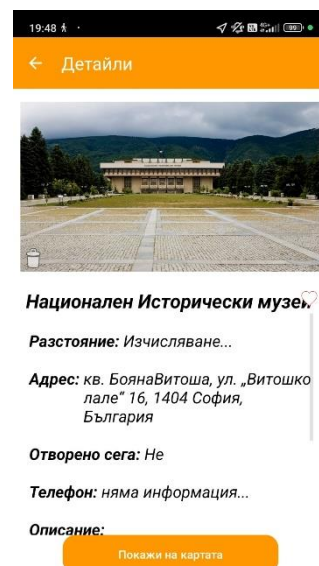 19:48
← Детайли
Национален Исторически музей
Разстояние: Изчисляване...
Адрес: кв. БоянаВитоша, ул. „Витошко
лале“ 16, 1404 София,
България
Отворено сега: Не
Телефон: няма информация...
Описание:
Покажи на картата